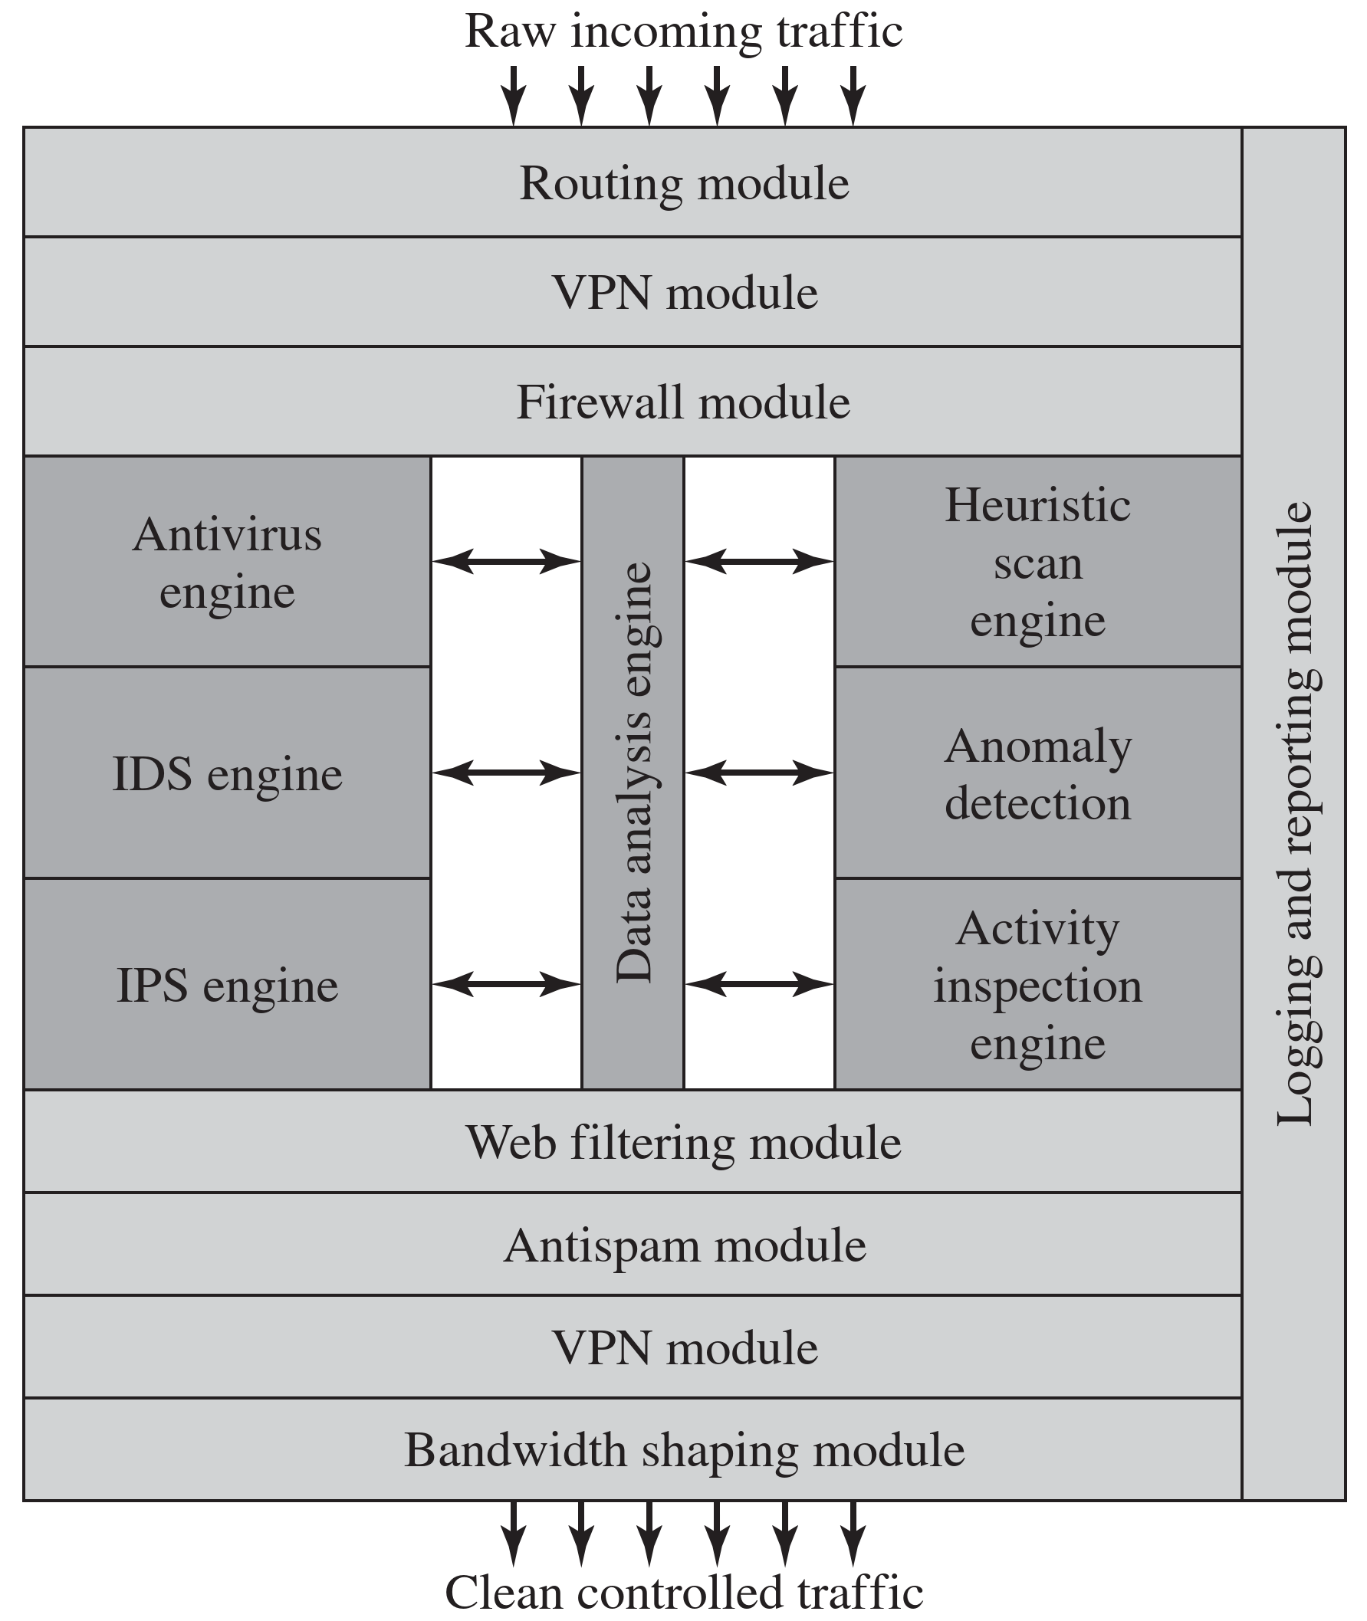 Raw incoming traffic
Routing module
VPN module
Firewall module
Antivirus
engine
IDS engine
IPS engine
Data analysis engine
Heuristic
scan
engine
Anomaly
detection
Activity
inspection
engine
Logging and reporting module
Web filtering module
Antispam module
VPN module
Bandwidth shaping module
Clean controlled traffic